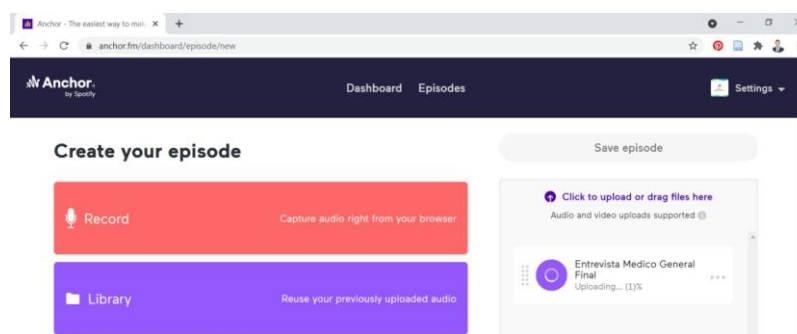 Anchor - The easiest way to mak
anchor.fm/dashboard/episode/new
Anchor.
by Spotify
Dashboard Episodes
Settings
Create your episode
Save episode
Record
Capture audio right from your browser
Library
Reuse your previously uploaded audio
Click to upload or drag files here
Audio and video uploads supported
Entrevista Medico General
Final
Uploading... (1)%